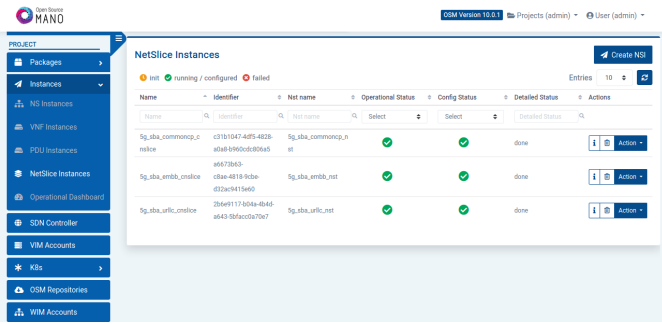 Open Source
MANO
OSM Version 10.0.1
Projects (admin)
User (admin)
PROJECT
Packages
Instances
NS Instances
VNF Instances
PDU Instances
NetSlice Instances
Operational Dashboard
SDN Controller
VIM Accounts
K8s
OSM Repositories
WIM Accounts
NetSlice Instances
Create NSI
init running / configured failed
Entries 10
Name Identifier Nst name Operational Status Config Status Detailed Status Actions
Name Identifier Nst name Select Select Detailed Status
5g_sba_commoncp_c
nslice
c31b1047-4df5-4828-
a0a8-b960cdc806a5
5g_sba_commoncp_n
st
done
i Action
5g_sba_embb_cnslice
a6673b63-
c8ae-4818-9cbe-
d32ac9415e60
5g_sba_embb_nst
done
i Action
5g_sba_urllc_cnslice
2b6e9117-b04a-4b4d-
a643-5bfacc0a70e7
5g_sba_urllc_nst
done
i Action